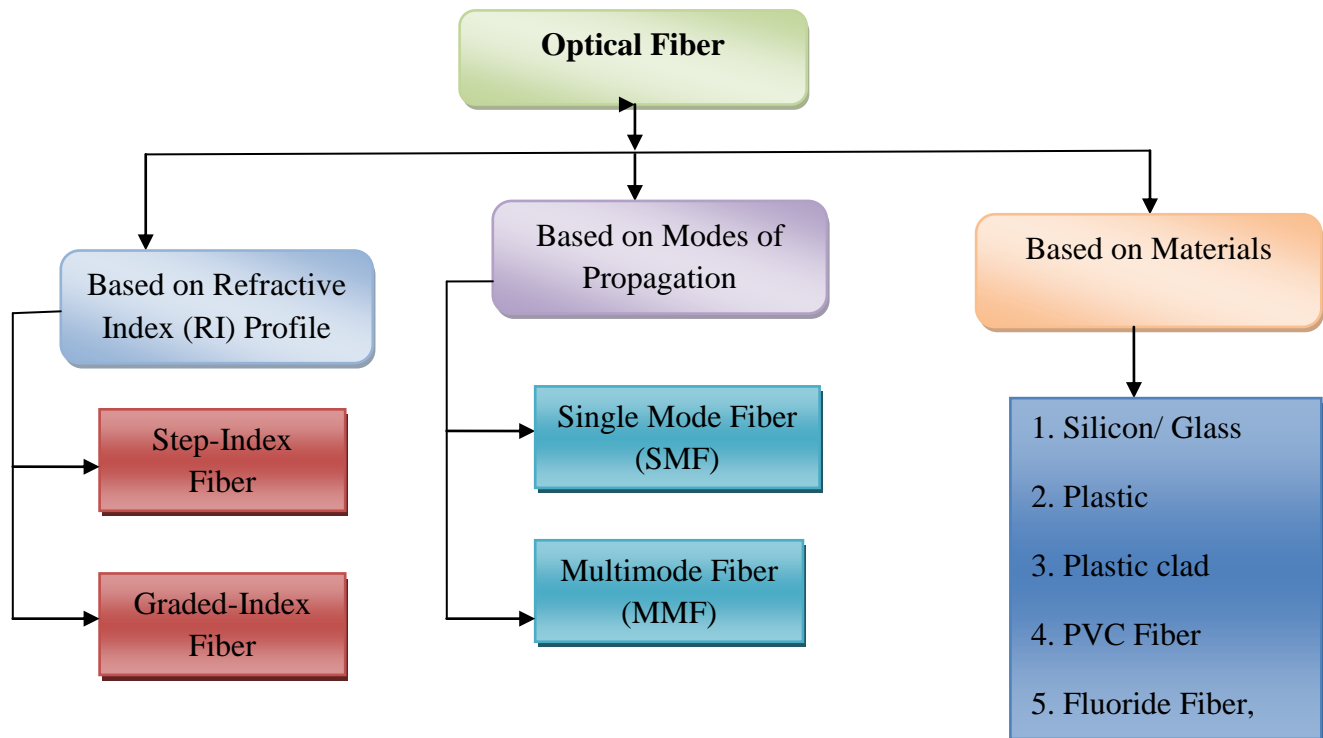 Optical Fiber
Based on Refractive
Index (RI) Profile
Step-Index
Fiber
Graded-Index
Fiber
Based on Modes of
Propagation
Single Mode Fiber
(SMF)
Multimode Fiber
(MMF)
Based on Materials
1. Silicon/ Glass
2. Plastic
3. Plastic clad
4. PVC Fiber
5. Fluoride Fiber,